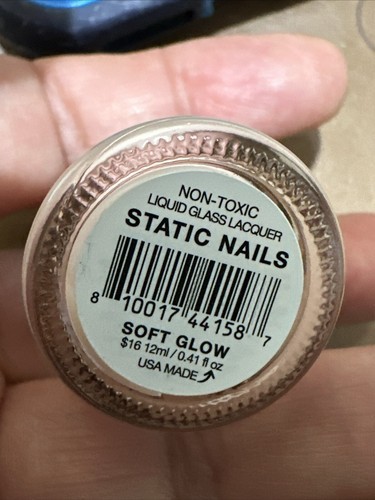 NON-TOXIC
LIQUID GLASS LACQUER
STATIC NAILS
8 10017 44158 7
SOFT GLOW
$16 12ml / 0.41 fl oz
USA MADE